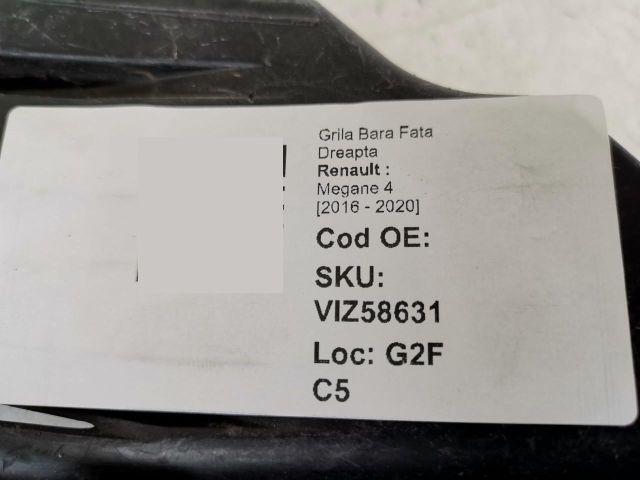 Grila Bara Fata
Dreapta
Renault :
Megane 4
[2016 - 2020]
Cod OE:
SKU:
VIZ58631
Loc: G2F
C5